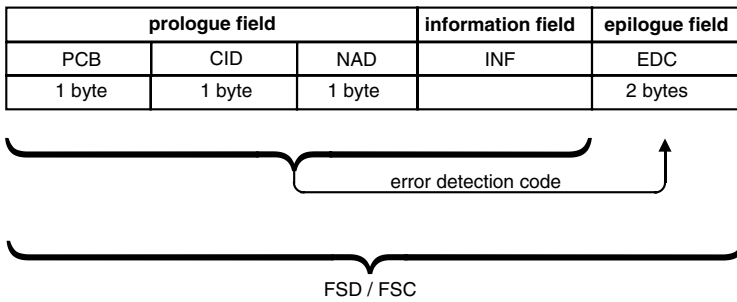 prologue field information field epilogue field
PCB CID NAD INF EDC
1 byte 1 byte 1 byte 2 bytes
error detection code
FSD / FSC